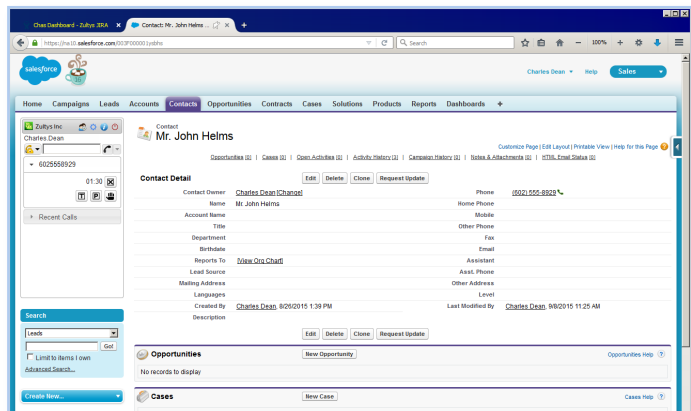 Chas Dashboard - Zultys JIRA
Contact: Mr. John Helms ...
100%
Search
salesforce
Charles Dean
Help
Sales
Home Campaigns Leads Accounts Contacts Opportunities Contracts Cases Solutions Products Reports Dashboards +
Zultys Inc
Charles.Dean
6025558929
01:30
T P
Recent Calls
Search
Leads
Go!
Limit to items I own
Advanced Search...
Create New...
Contact
Mr. John Helms
Customize Page | Edit Layout | Printable View | Help for this Page
Opportunities [0] | Cases [0] | Open Activities [0] | Activity History [3] | Campaign History [0] | Notes & Attachments [0] | HTML Email Status [0]
Contact Detail Edit Delete Clone Request Update
Contact Owner Charles Dean [Change] Phone (602) 555-8929
Name Mr. John Helms Home Phone
Account Name Mobile
Title Other Phone
Department Fax
Birthdate Email
Reports To [View Org Chart] Assistant
Lead Source Asst. Phone
Mailing Address Other Address
Languages Level
Created By Charles Dean, 8/26/2015 1:39 PM Last Modified By Charles Dean, 9/8/2015 11:25 AM
Description
Edit Delete Clone Request Update
Opportunities New Opportunity Opportunities Help
No records to display
Cases New Case Cases Help